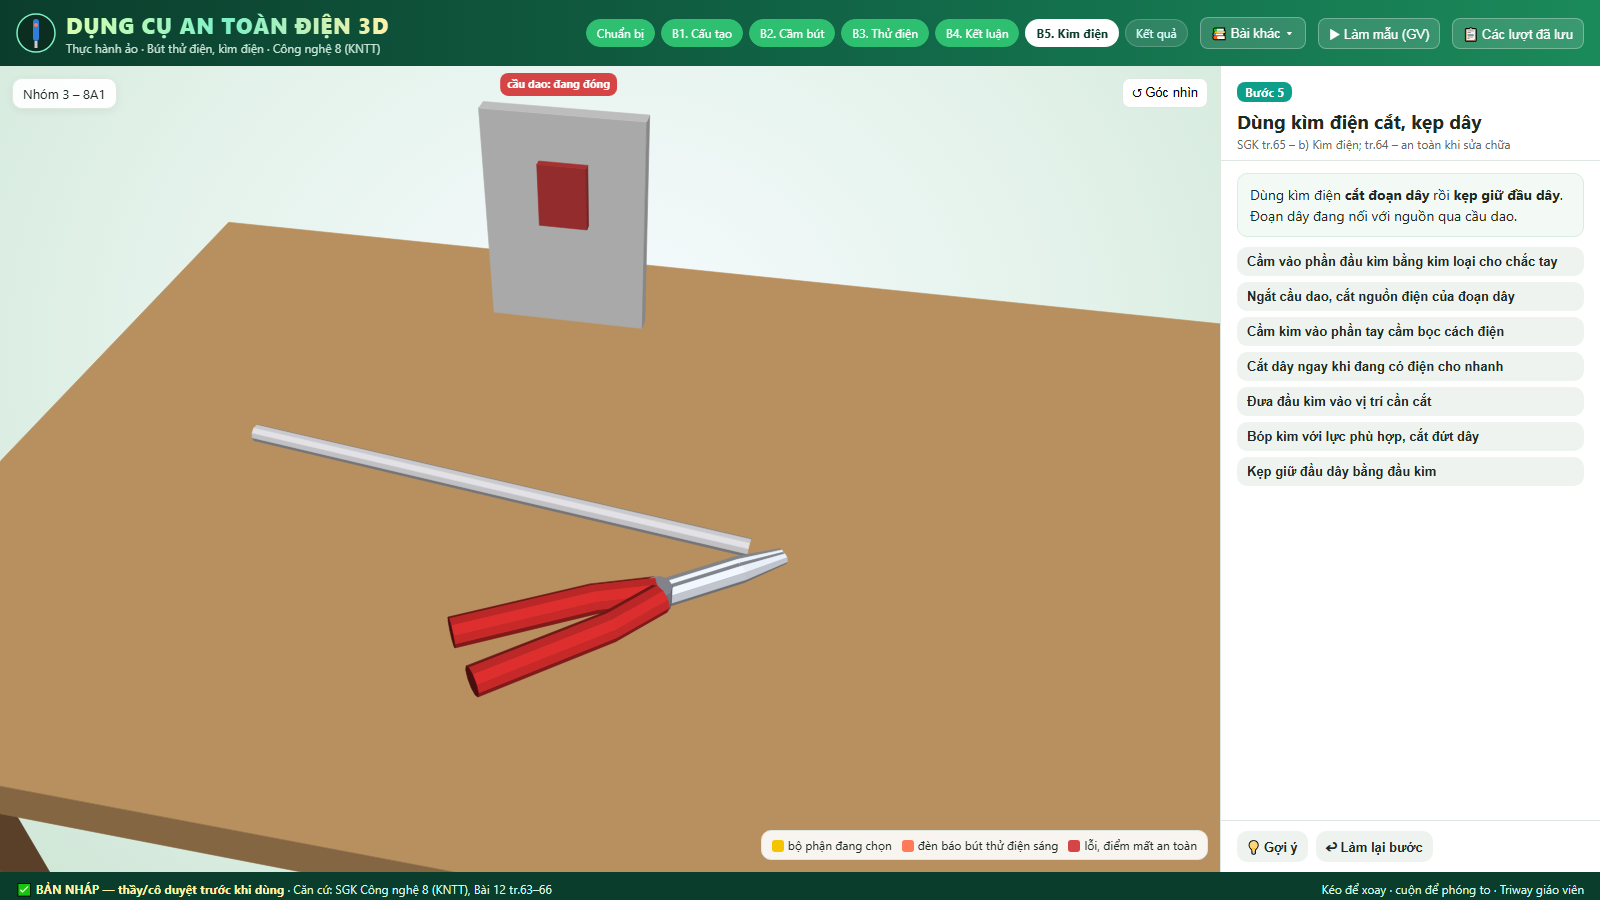 DỤNG CỤ AN TOÀN ĐIỆN 3D
Thực hành ảo · Bút thử điện, kìm điện · Công nghệ 8 (KNTT)
Chuẩn bị
B1. Cấu tạo
B2. Cầm bút
B3. Thử điện
B4. Kết luận
B5. Kìm điện
Kết quả
Bài khác
Làm mẫu (GV)
Các lượt đã lưu
Nhóm 3 – 8A1
cầu dao: đang đóng
Góc nhìn
Bước 5
Dùng kìm điện cắt, kẹp dây
SGK tr.65 – b) Kìm điện; tr.64 – an toàn khi sửa chữa
Dùng kìm điện cắt đoạn dây rồi kẹp giữ đầu dây.
Đoạn dây đang nối với nguồn qua cầu dao.
Cầm vào phần đầu kìm bằng kim loại cho chắc tay
Ngắt cầu dao, cắt nguồn điện của đoạn dây
Cầm kìm vào phần tay cầm bọc cách điện
Cắt dây ngay khi đang có điện cho nhanh
Đưa đầu kìm vào vị trí cần cắt
Bóp kìm với lực phù hợp, cắt đứt dây
Kẹp giữ đầu dây bằng đầu kìm
bộ phận đang chọn
đèn báo bút thử điện sáng
lỗi, điểm mất an toàn
Gợi ý
Làm lại bước
BẢN NHÁP — thầy/cô duyệt trước khi dùng · Căn cứ: SGK Công nghệ 8 (KNTT), Bài 12 tr.63–66
Kéo để xoay · cuộn để phóng to · Triway giáo viên